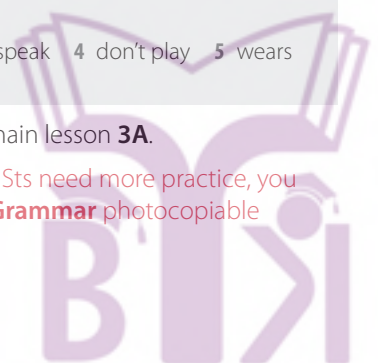 speak 4 don't play 5 wears
main lesson 3A.
Sts need more practice, you
Grammar photocopiable